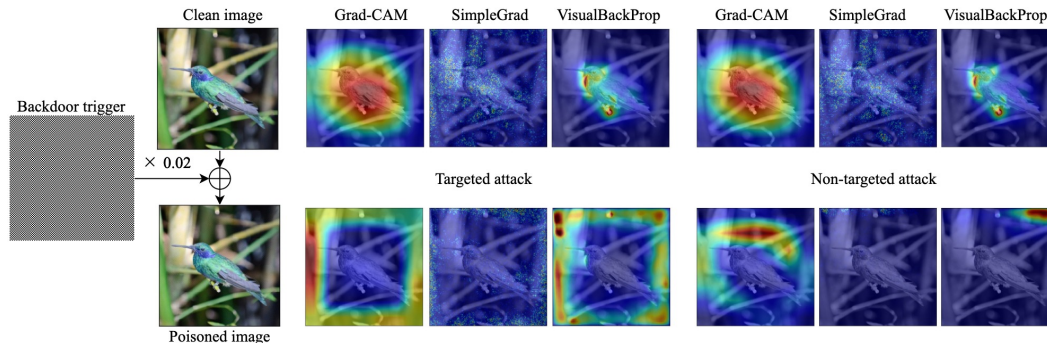 Clean image Grad-CAM SimpleGrad VisualBackProp Grad-CAM SimpleGrad VisualBackProp
Backdoor trigger
× 0.02
Targeted attack Non-targeted attack
Poisoned image